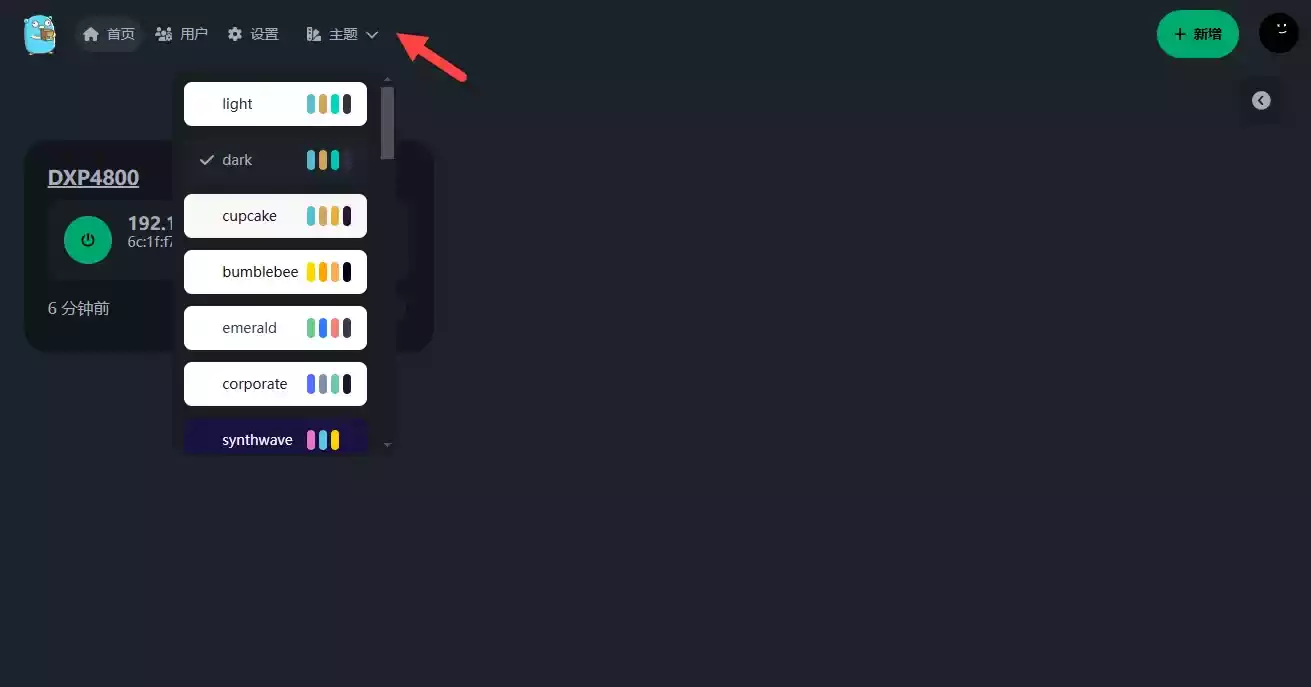 首页 用户 设置 主题
新增
light
dark
cupcake
bumblebee
emerald
corporate
synthwave
DXP4800
192.1
6c:1f:f7
6 分钟前